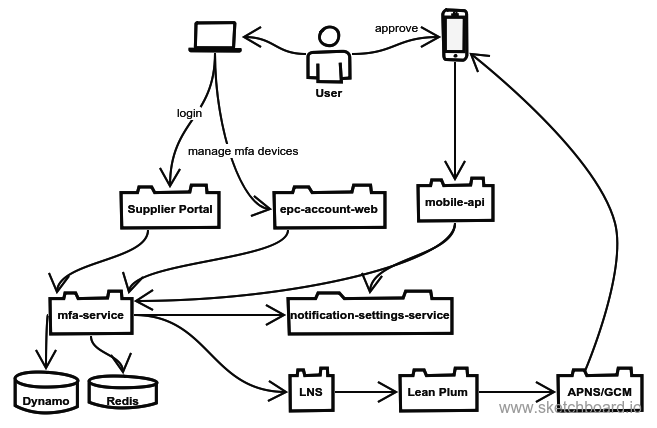 approve
User
login
manage mfa devices
Supplier Portal
epc-account-web
mobile-api
mfa-service
notification-settings-service
Dynamo
Redis
LNS
Lean Plum
APNS/GCM
www.sketchboard.io